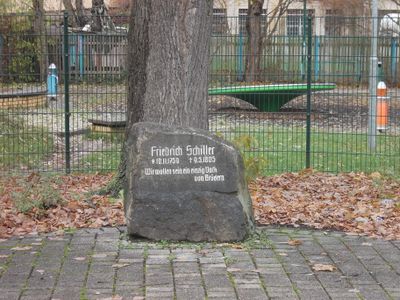 Friedrich Schiller
* 10.11.1759 † 9.5.1805
Wir wollen sein ein einzig Volk
von Brüdern